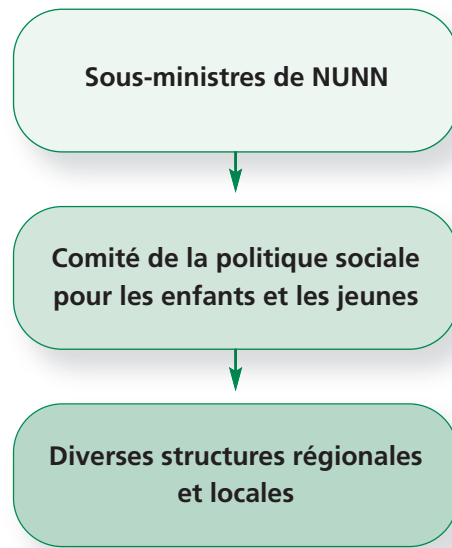 Sous-ministres de NUNN
Comité de la politique sociale
pour les enfants et les jeunes
Diverses structures régionales
et locales